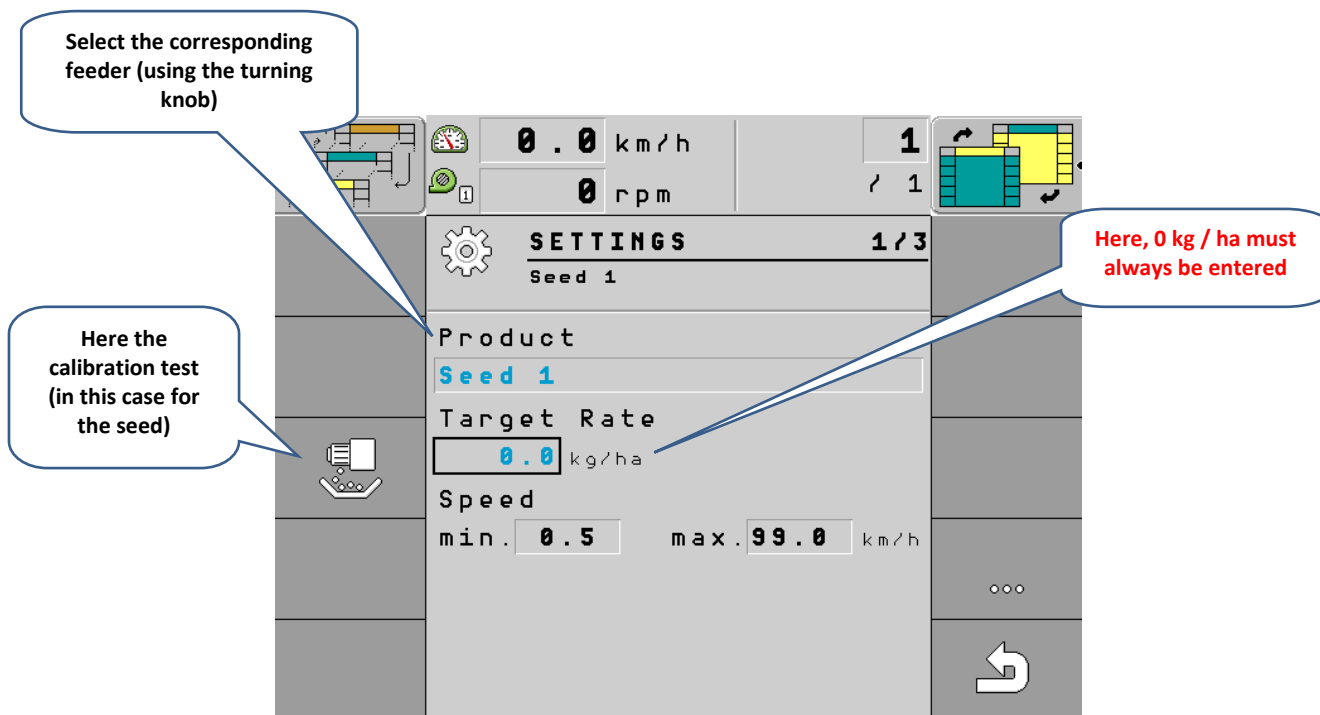 Select the corresponding
feeder (using the turning
knob)
0.0 km/h
1
1
0 rpm
/ 1
SETTINGS 1/3
Seed 1
Here, 0 kg / ha must
always be entered
Here the
calibration test
(in this case for
the seed)
Product
Seed 1
Target Rate
0.0 kg/ha
Speed
min. 0.5 max. 99.0 km/h